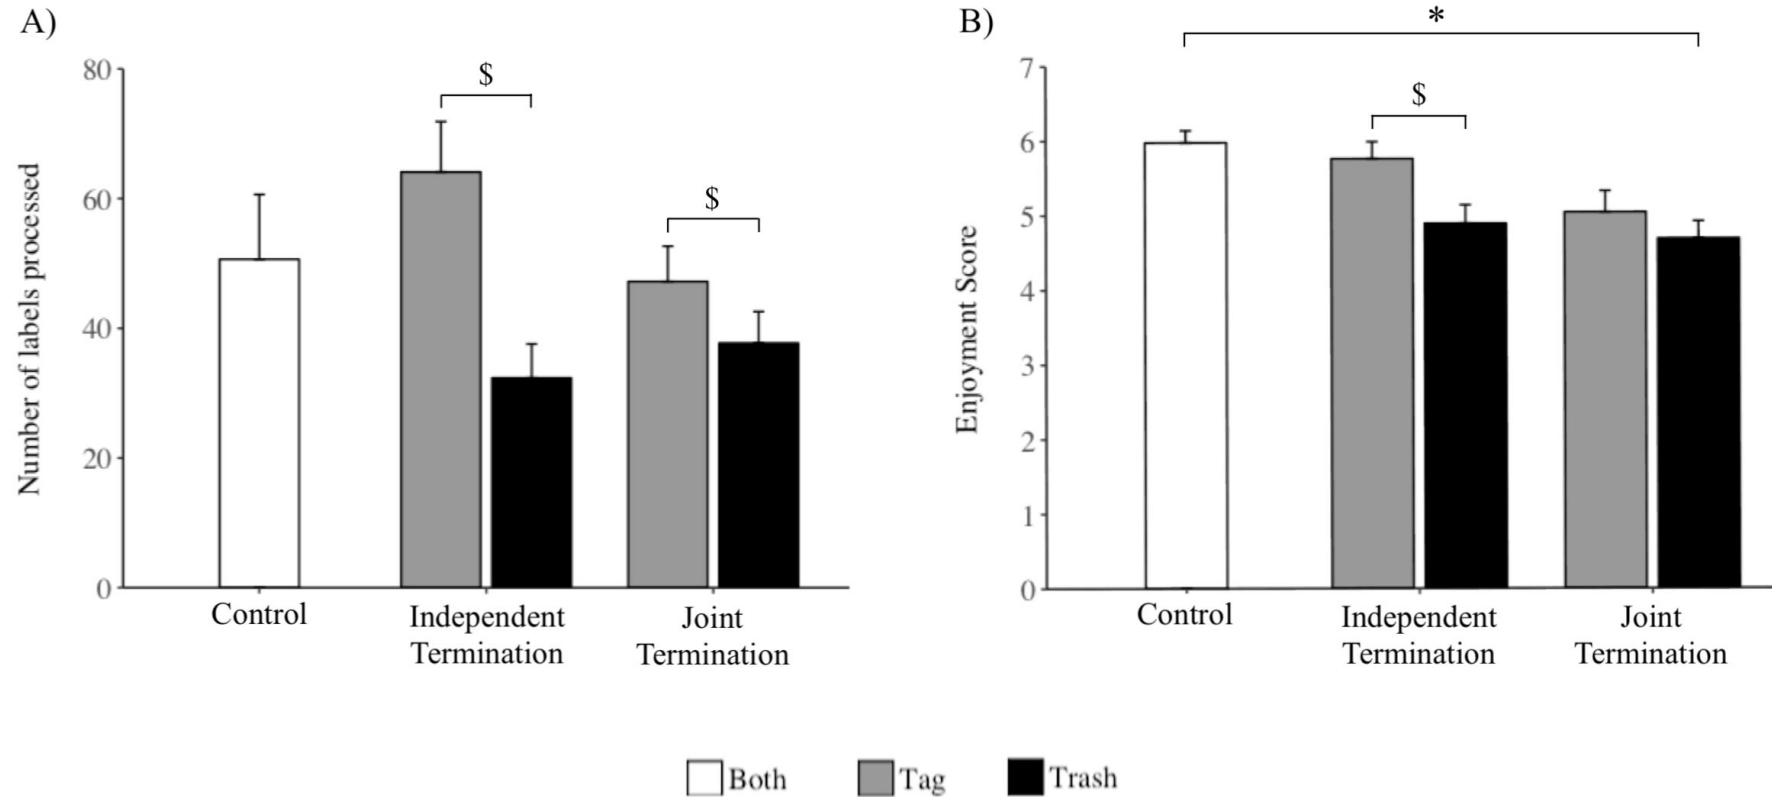 A)
80
60
40
20
0
Number of labels processed
$
$
Control
Independent
Termination
Joint
Termination
B)
7
6
5
4
3
2
1
0
Enjoyment Score
*
$
Control
Independent
Termination
Joint
Termination
Both
Tag
Trash